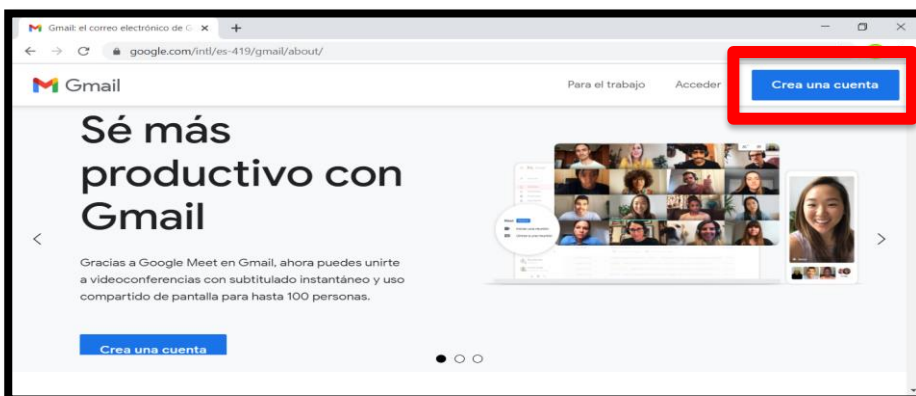 Gmail: el correo electrónico de G
google.com/intl/es-419/gmail/about/
Gmail
Para el trabajo
Acceder
Crea una cuenta
Sé más
productivo con
Gmail
Gracias a Google Meet en Gmail, ahora puedes unirte
a videoconferencias con subtitulado instantáneo y uso
compartido de pantalla para hasta 100 personas.
Crea una cuenta